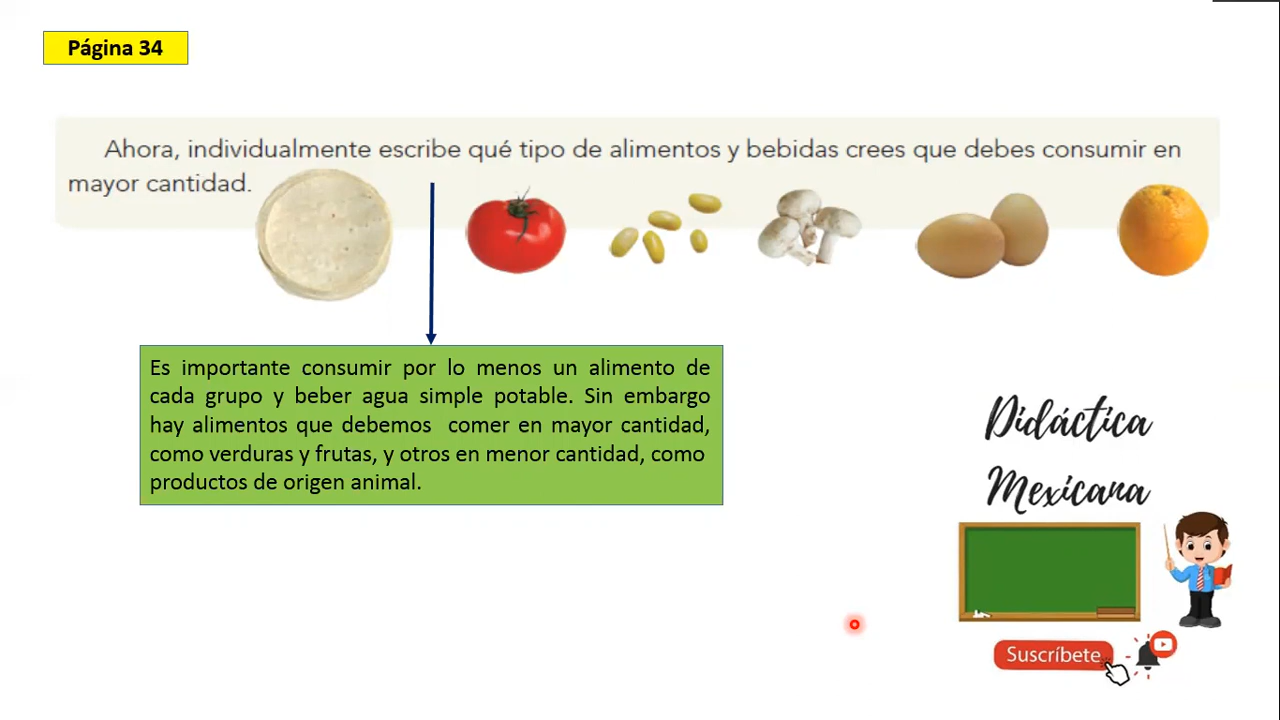 Página 34
Ahora, individualmente escribe qué tipo de alimentos y bebidas crees que debes consumir en
mayor cantidad.
Es importante consumir por lo menos un alimento de
cada grupo y beber agua simple potable. Sin embargo
hay alimentos que debemos comer en mayor cantidad,
como verduras y frutas, y otros en menor cantidad, como
productos de origen animal.
Didáctica
Mexicana
Suscríbete